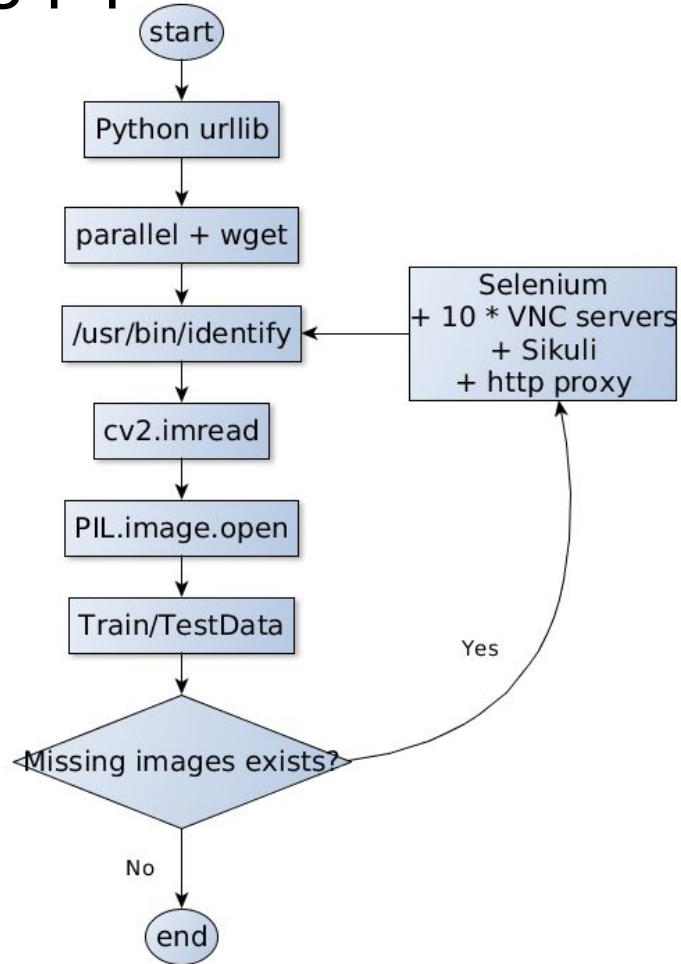 start
Python urllib
parallel + wget
/usr/bin/identify
Selenium
+ 10 * VNC servers
+ Sikuli
+ http proxy
cv2.imread
PIL.image.open
Train/TestData
Yes
Missing images exists?
No
end